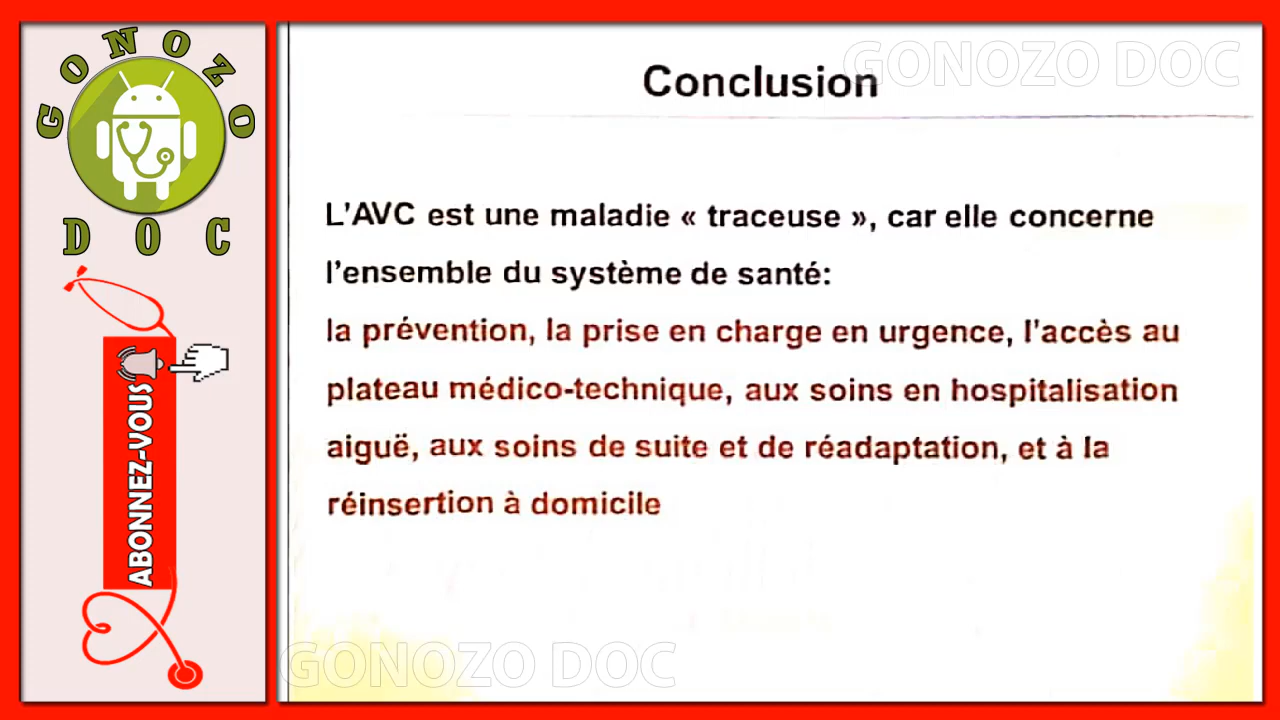 GONOZO
DOC
ABONNEZ-VOUS
GONOZO DOC
Conclusion
L'AVC est une maladie « traceuse », car elle concerne
l'ensemble du système de santé:
la prévention, la prise en charge en urgence, l'accès au
plateau médico-technique, aux soins en hospitalisation
aiguë, aux soins de suite et de réadaptation, et à la
réinsertion à domicile
GONOZO DOC